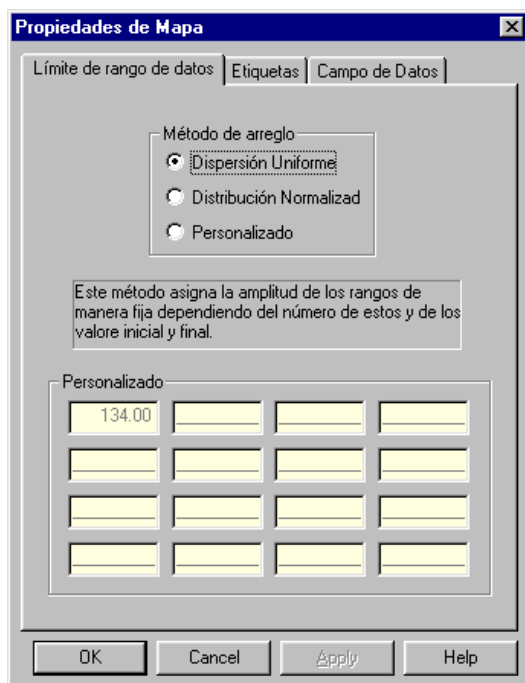 Propiedades de Mapa
Límite de rango de datos
Etiquetas
Campo de Datos
Método de arreglo
Dispersión Uniforme
Distribución Normalizad
Personalizado
Este método asigna la amplitud de los rangos de
manera fija dependiendo del número de estos y de los
valore inicial y final.
Personalizado
134.00
OK
Cancel
Apply
Help